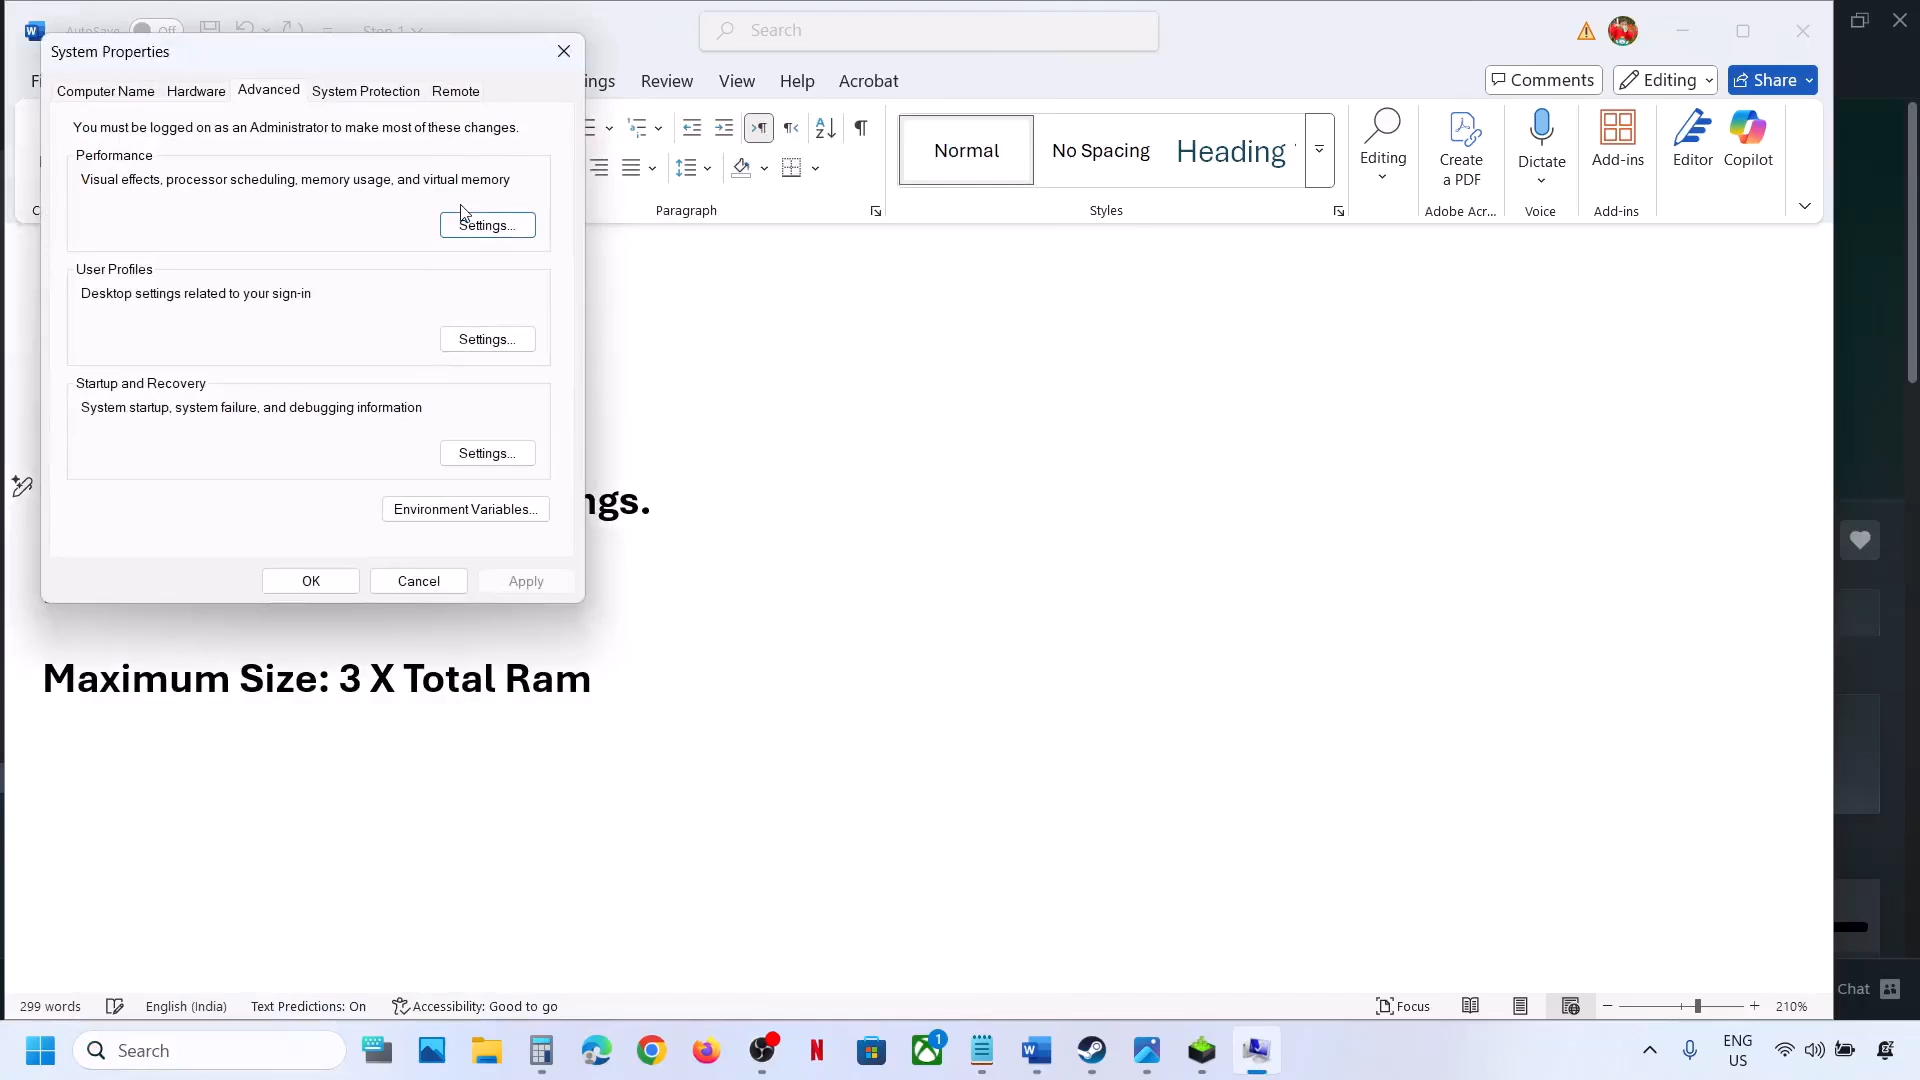 AutoSave
Off
Step 1
Search
System Properties
Computer Name
Hardware
Advanced
System Protection
Remote
You must be logged on as an Administrator to make most of these changes.
Performance
Visual effects, processor scheduling, memory usage, and virtual memory
Settings...
User Profiles
Desktop settings related to your sign-in
Settings...
Startup and Recovery
System startup, system failure, and debugging information
Settings...
Environment Variables...
OK
Cancel
Apply
ings
Review
View
Help
Acrobat
Comments
Editing
Share
Normal
No Spacing
Heading
Editing
Create
a PDF
Dictate
Add-ins
Editor
Copilot
Paragraph
Styles
Adobe Acr...
Voice
Add-ins
ngs.
Maximum Size: 3 X Total Ram
299 words
English (India)
Text Predictions: On
Accessibility: Good to go
Focus
210%
Chat
Search
1
ENG
US